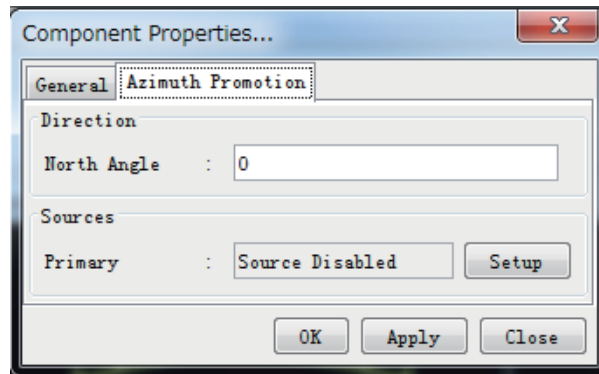 Component Properties...
General Azimuth Promotion
Direction
North Angle : 0
Sources
Primary : Source Disabled Setup
OK Apply Close